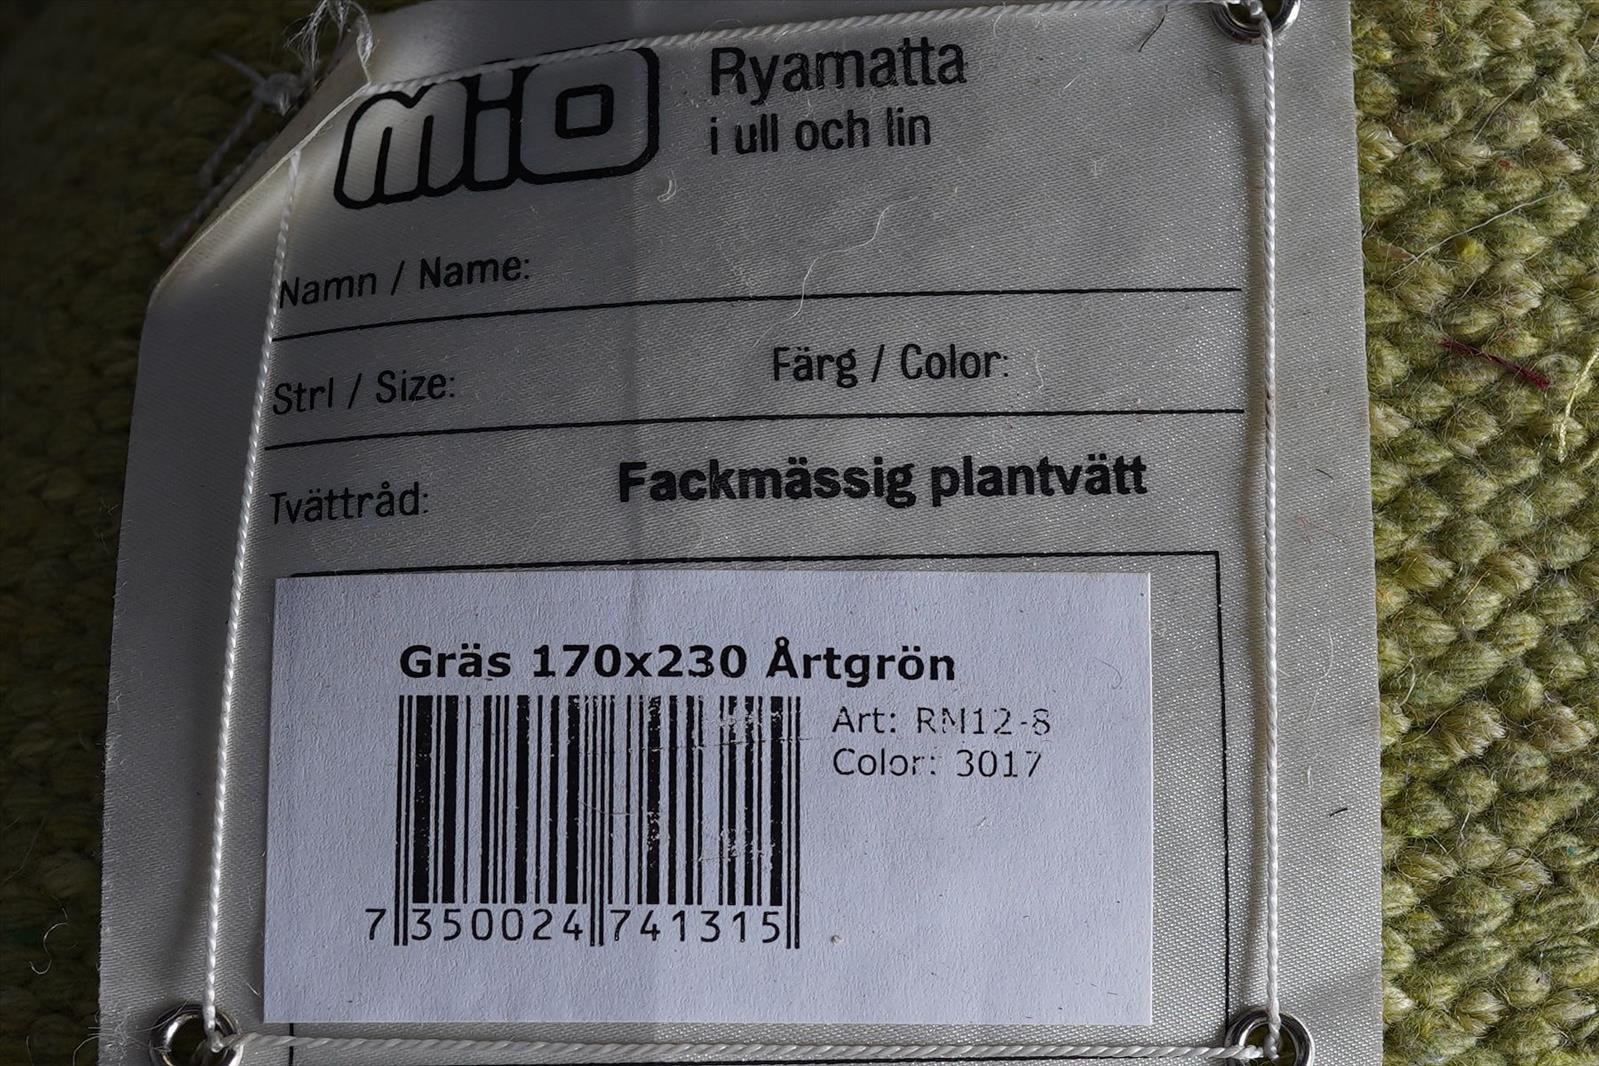 mio
Ryamatta
i ull och lin
Namn / Name:
Strl / Size:
Färg / Color:
Tvättråd:
Fackmässig plantvätt
Gräs 170x230 Årtgrön
Art: RM12-8
Color: 3017
7 350024 741315